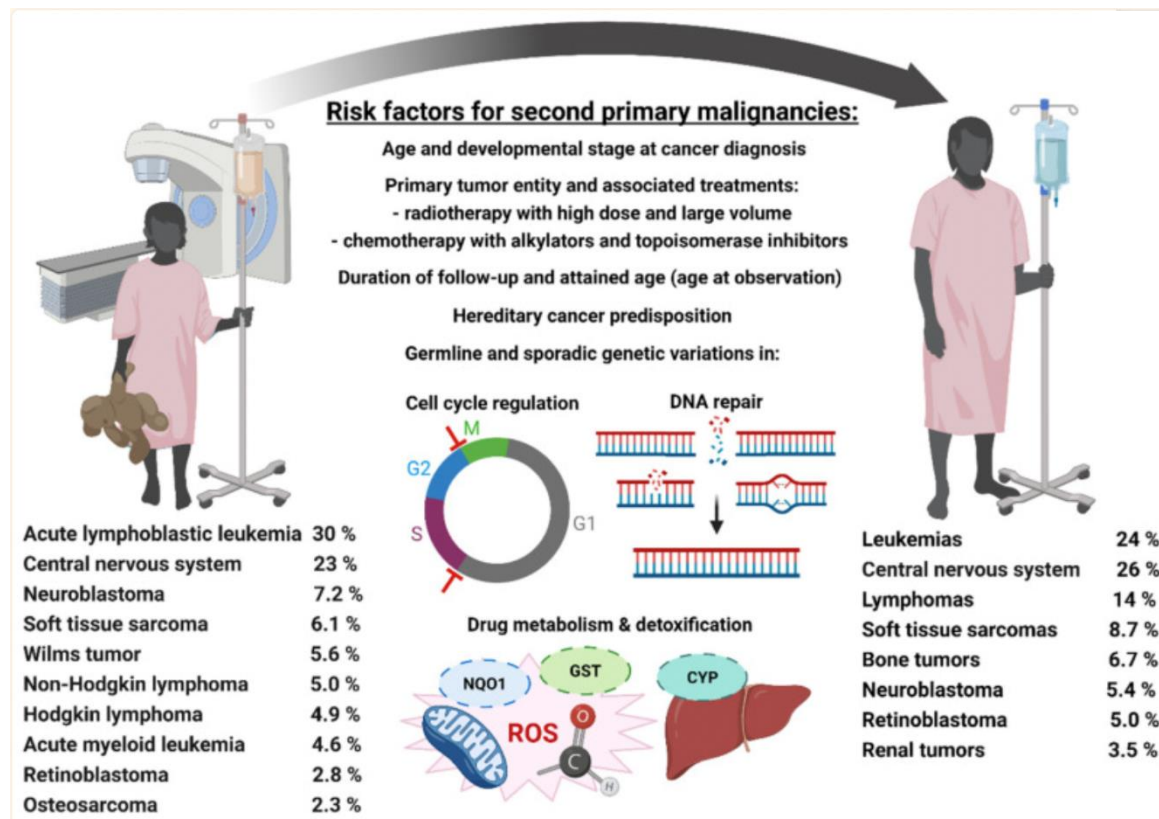 Risk factors for second primary malignancies:
Age and developmental stage at cancer diagnosis
Primary tumor entity and associated treatments:
- radiotherapy with high dose and large volume
- chemotherapy with alkylators and topoisomerase inhibitors
Duration of follow-up and attained age (age at observation)
Hereditary cancer predisposition
Germline and sporadic genetic variations in:
Cell cycle regulation
M
G2
S
G1
DNA repair
Drug metabolism & detoxification
NQO1
GST
CYP
ROS
O
C
H
Acute lymphoblastic leukemia 30 %
Central nervous system 23 %
Neuroblastoma 7.2 %
Soft tissue sarcoma 6.1 %
Wilms tumor 5.6 %
Non-Hodgkin lymphoma 5.0 %
Hodgkin lymphoma 4.9 %
Acute myeloid leukemia 4.6 %
Retinoblastoma 2.8 %
Osteosarcoma 2.3 %
Leukemias 24 %
Central nervous system 26 %
Lymphomas 14 %
Soft tissue sarcomas 8.7 %
Bone tumors 6.7 %
Neuroblastoma 5.4 %
Retinoblastoma 5.0 %
Renal tumors 3.5 %